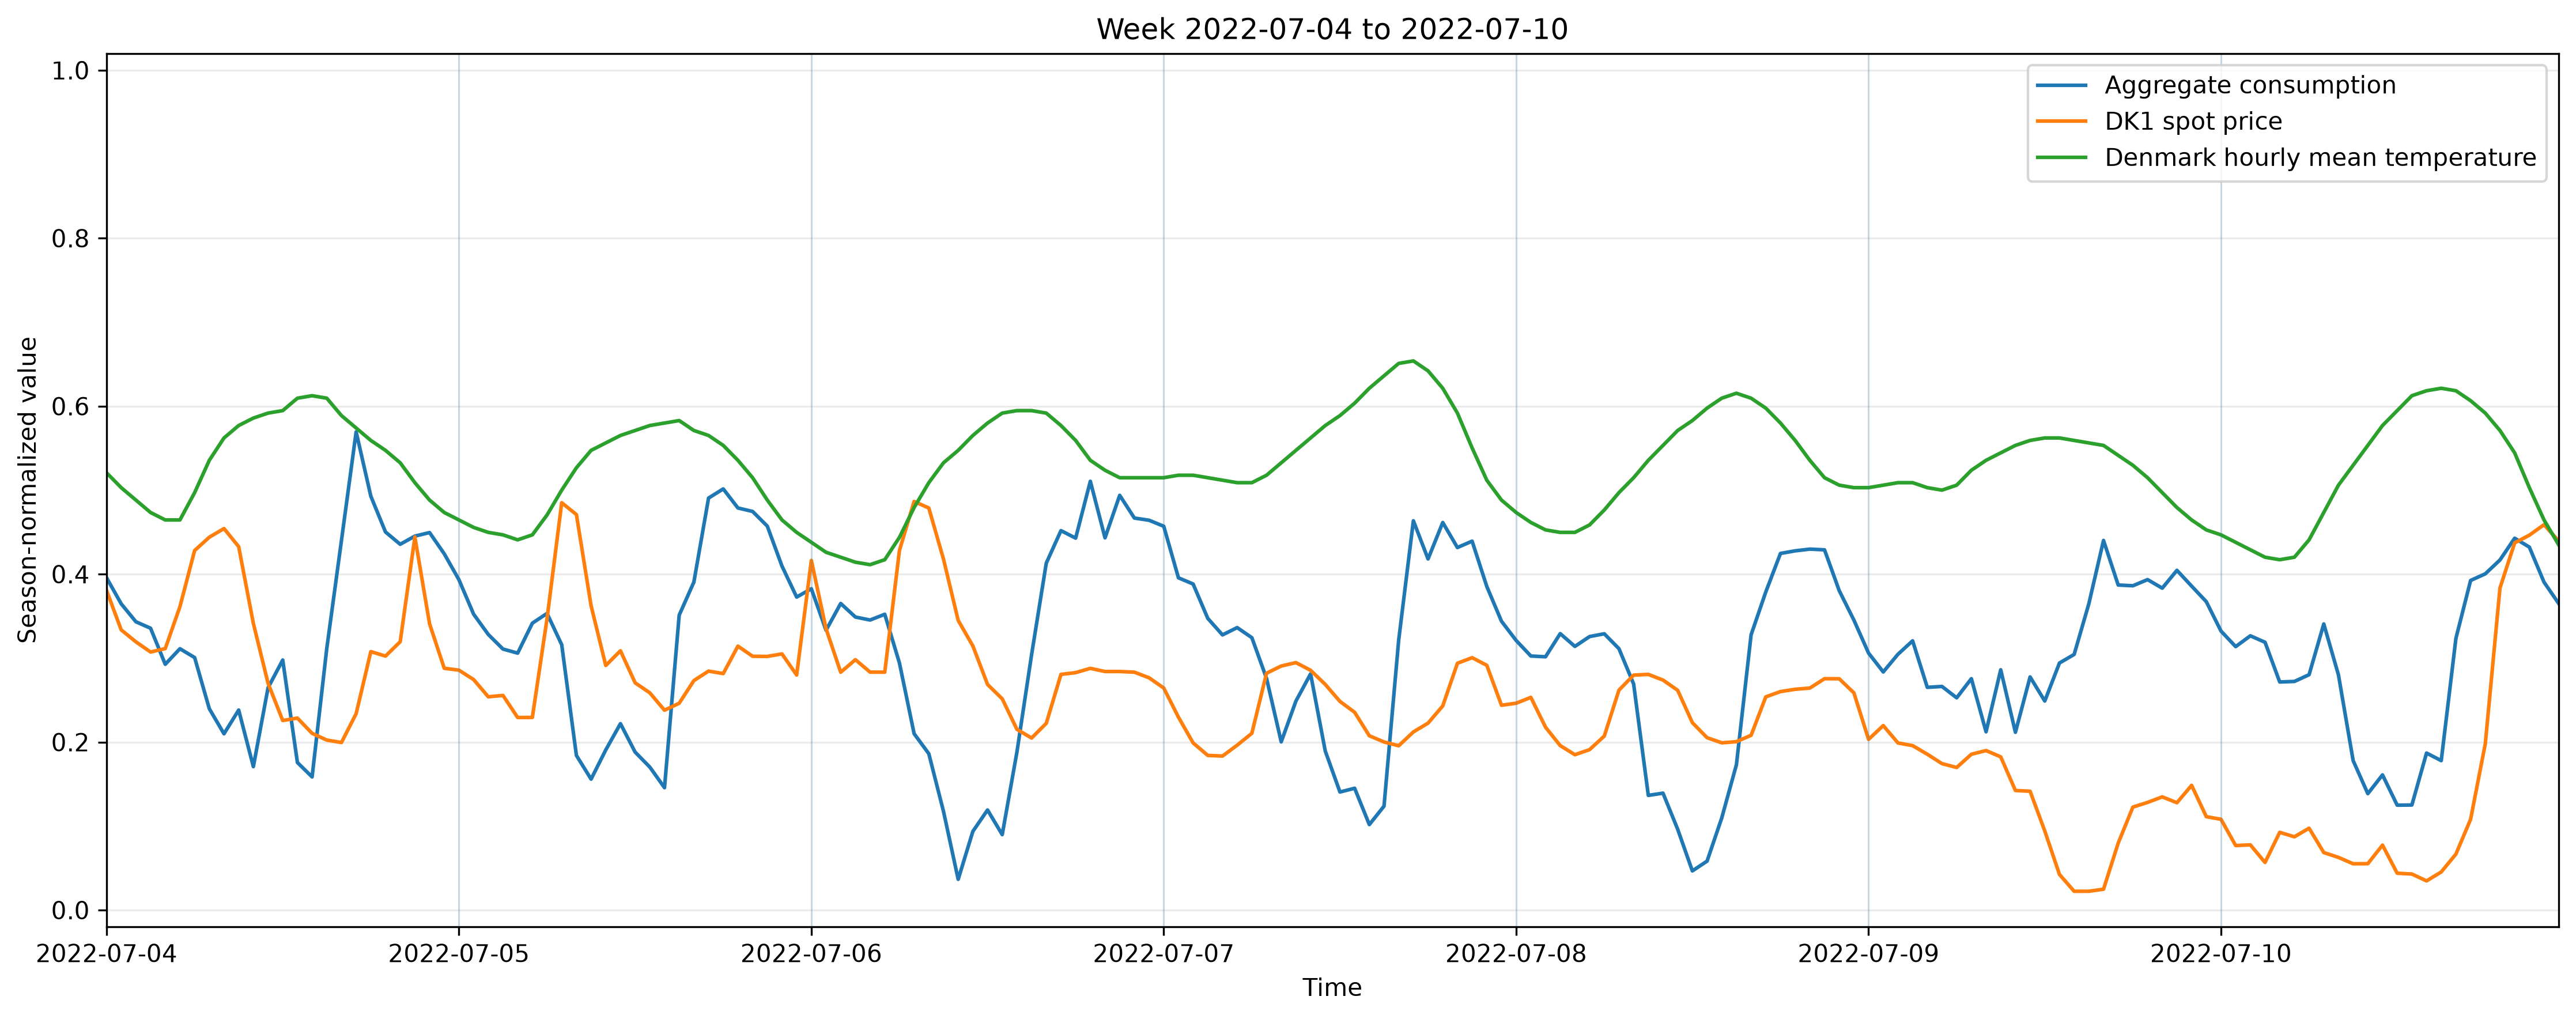 Week 2022-07-04 to 2022-07-10
Season-normalized value
1.0
0.8
0.6
0.4
0.2
0.0
Aggregate consumption
DK1 spot price
Denmark hourly mean temperature
2022-07-04 2022-07-05 2022-07-06 2022-07-07 2022-07-08 2022-07-09 2022-07-10
Time